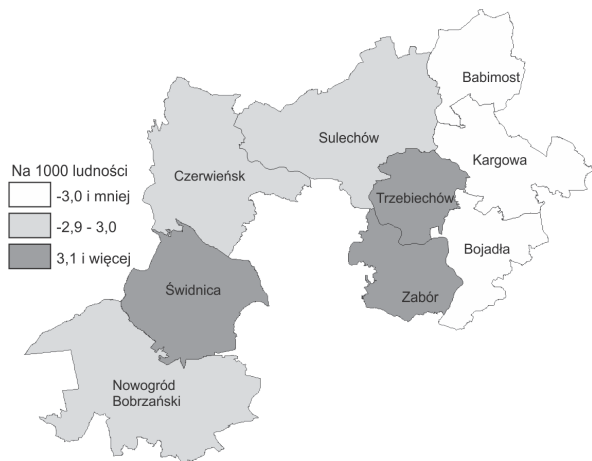 Babimost
Sulechów
Kargowa
Na 1000 ludności
Czerwieńsk
-3,0 i mniej
Trzebiechów
-2,9 - 3,0
Bojadła
3,1 i więcej
Świdnica
Zabór
Nowogród
Bobrzański